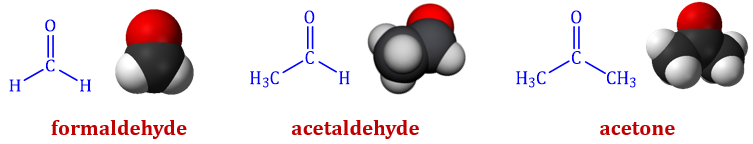 O
C
H H
formaldehyde
O
C
H₃C H
acetaldehyde
O
C
H₃C CH₃
acetone